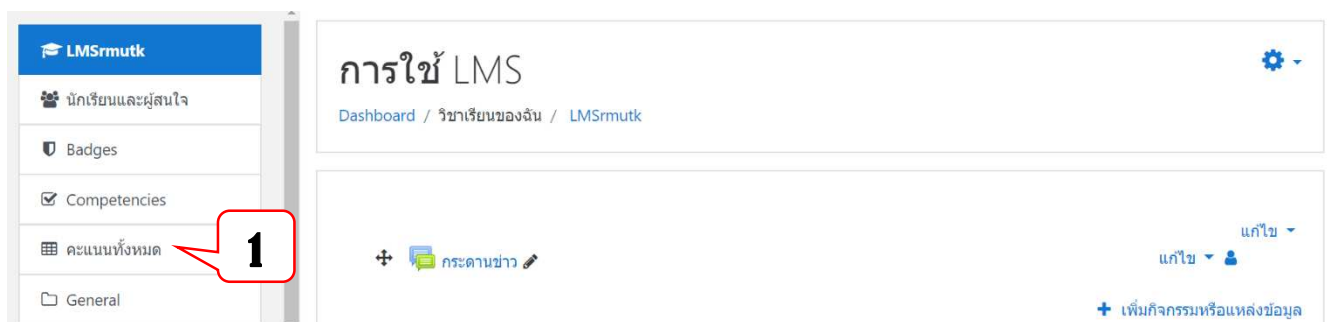 LMSrmutk
นักเรียนและผู้สนใจ
Badges
Competencies
คะแนนทั้งหมด
1
General
การใช้ LMS
Dashboard / วิชาเรียนของฉัน / LMSrmutk
แก้ไข
กระดานข่าว
แก้ไข
เพิ่มกิจกรรมหรือแหล่งข้อมูล